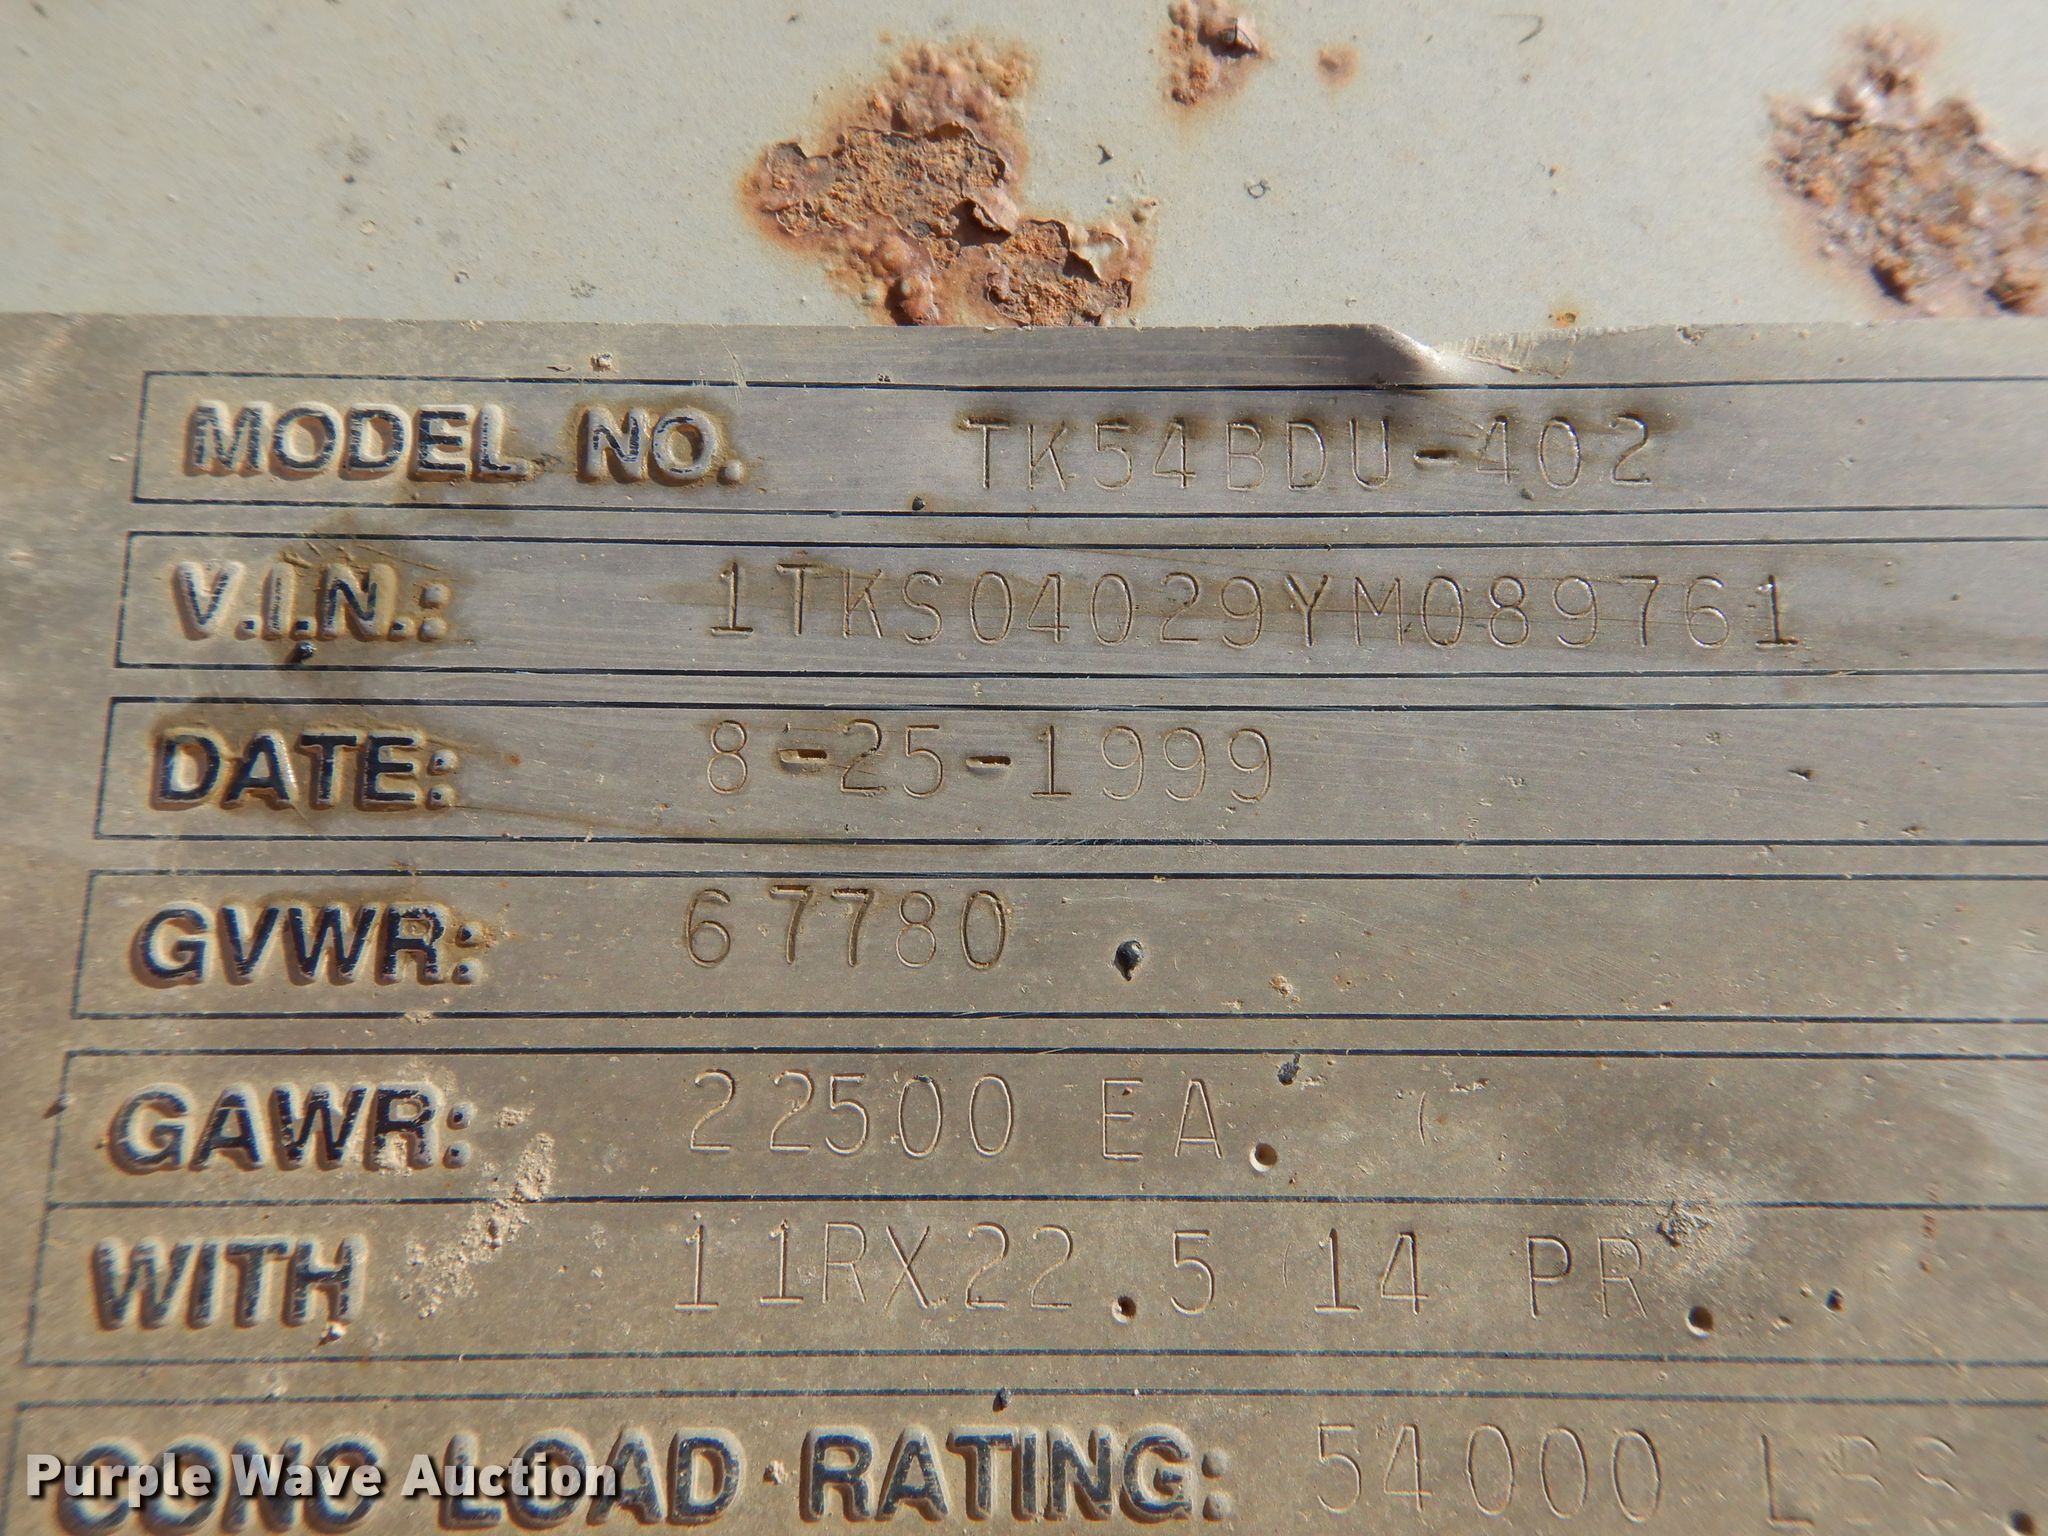 MODEL NO. TK54BDU-402
V.I.N.: 1TKS04029YM089761
DATE: 8-25-1999
GVWR: 67780
GAWR: 22500 EA.
WITH 11RX22.5 14 PR.
CONC LOAD RATING: 54000 LBS.
Purple Wave Auction